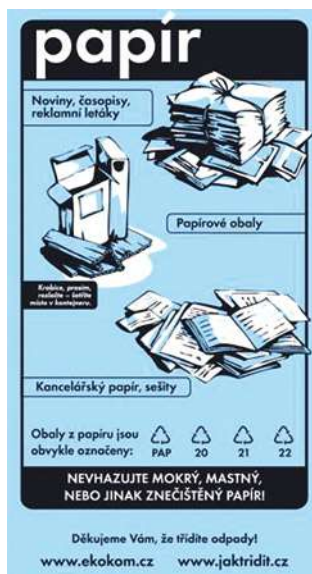 papír
Noviny, časopisy,
reklamní letáky
Papírové obaly
Krabice, prosím,
rozložte – šetříte
místo v kontejneru.
Kancelářský papír, sešity
Obaly z papíru jsou
obvykle označeny:
PAP 20 21 22
NEVHAZUJTE MOKRÝ, MASTNÝ,
NEBO JINAK ZNEČIŠTĚNÝ PAPÍR!
Děkujeme Vám, že třídíte odpady!
www.ekokom.cz www.jaktridit.cz